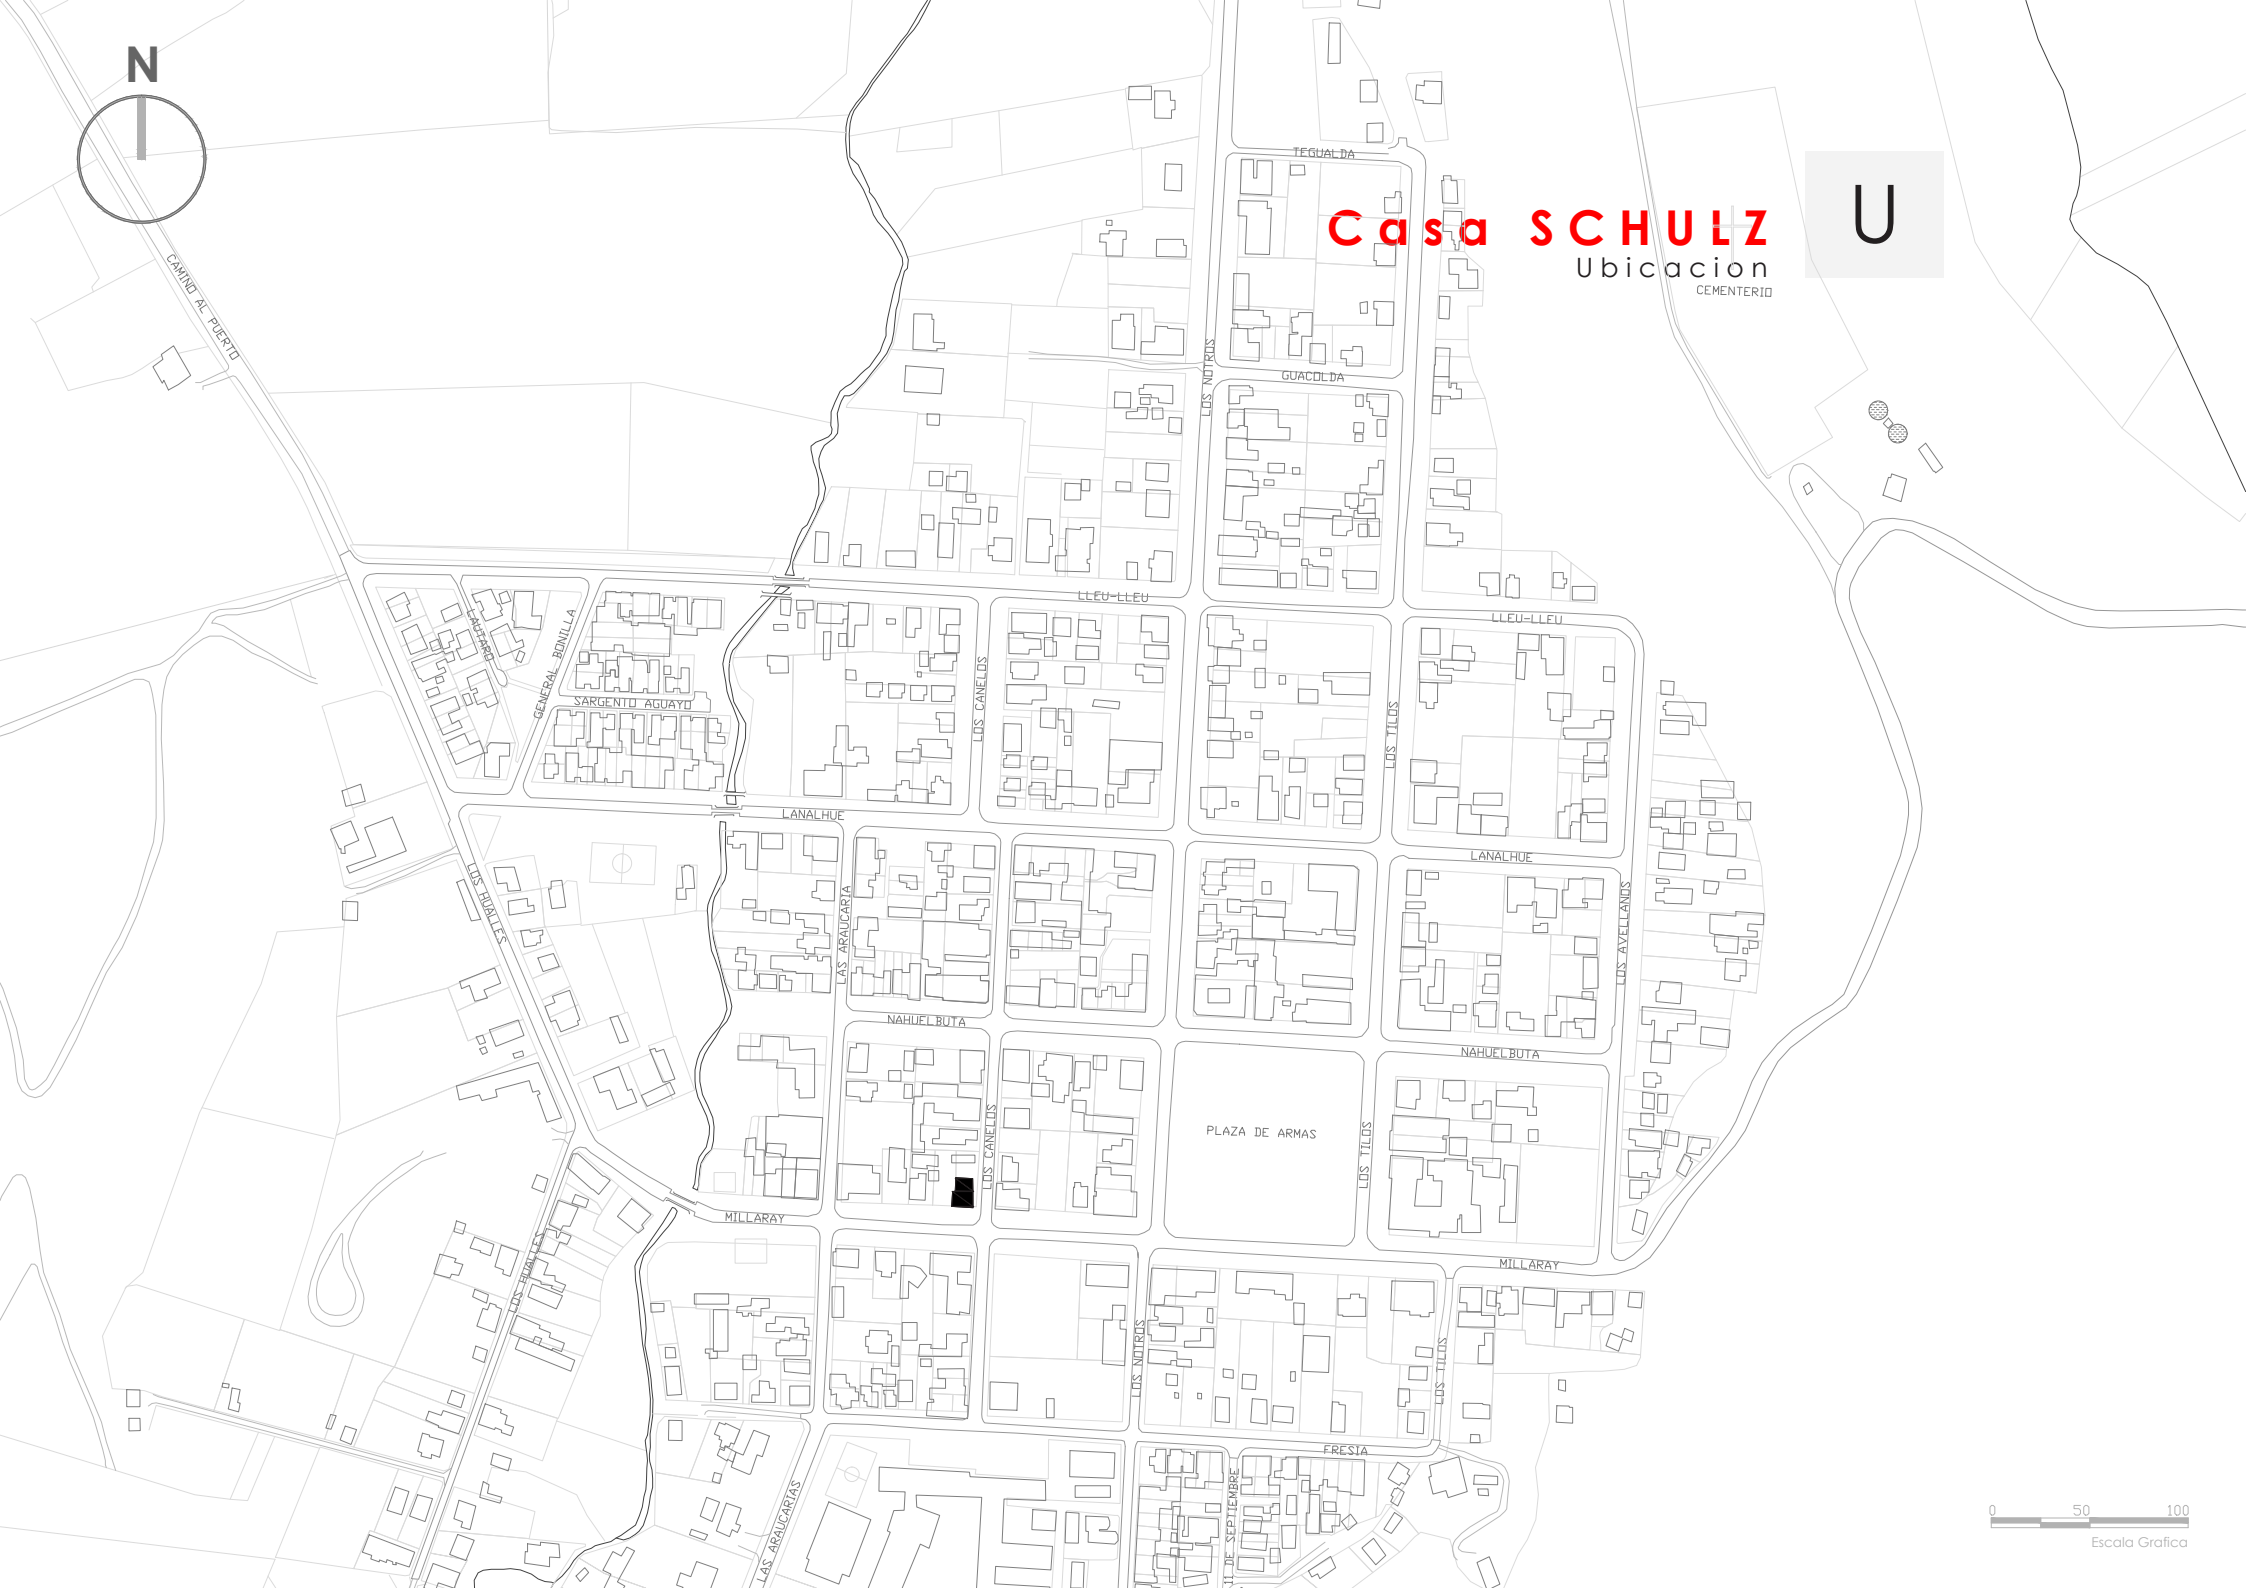 N
TEGUALDA
Casa SCHULZ
U
Ubicacion
CEMENTERIO
CAMINO AL PUERTO
LOS NOTROS
GUACOLDA
LLEU-LLEU
LLEU-LLEU
LAUTARO
GENERAL BONILLA
SARGENTO AGUAYO
LOS CANELOS
LOS TILOS
LANALHUE
LANALHUE
LOS HUALLES
LAS ARAUCARIA
LOS AVELLANOS
NAHUELBUTA
NAHUELBUTA
LOS CANELOS
PLAZA DE ARMAS
LOS TILOS
MILLARAY
MILLARAY
LOS HUALLES
LOS NOTROS
LOS TILOS
FRESIA
LAS ARAUCARIAS
DE SEPTIEMBRE
0 50 100
Escala Grafica